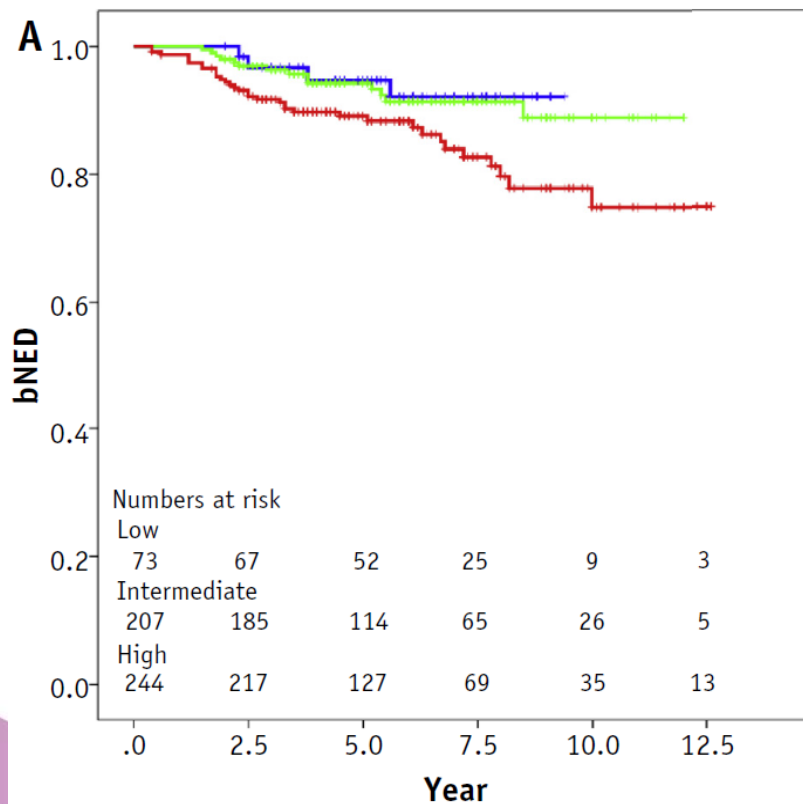 A
1.0
0.8
0.6
0.4
0.2
0.0
bNED
Numbers at risk
Low
73 67 52 25 9 3
Intermediate
207 185 114 65 26 5
High
244 217 127 69 35 13
.0 2.5 5.0 7.5 10.0 12.5
Year